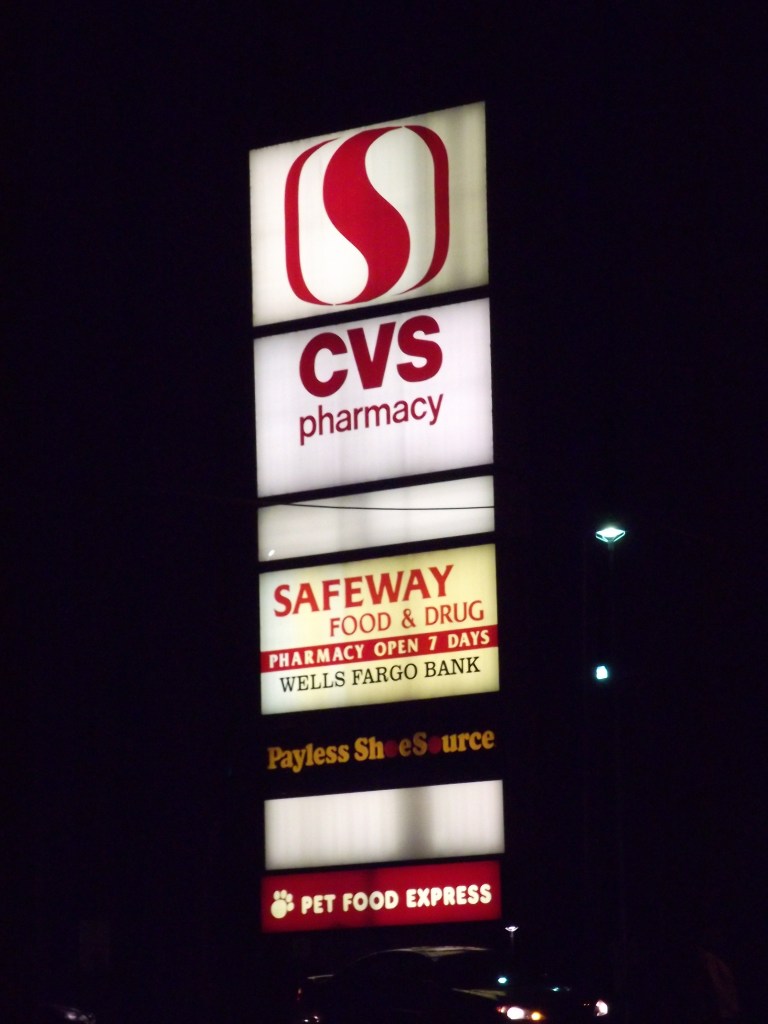 CVS
pharmacy
SAFEWAY
FOOD & DRUG
PHARMACY OPEN 7 DAYS
WELLS FARGO BANK
Payless ShoeSource
PET FOOD EXPRESS